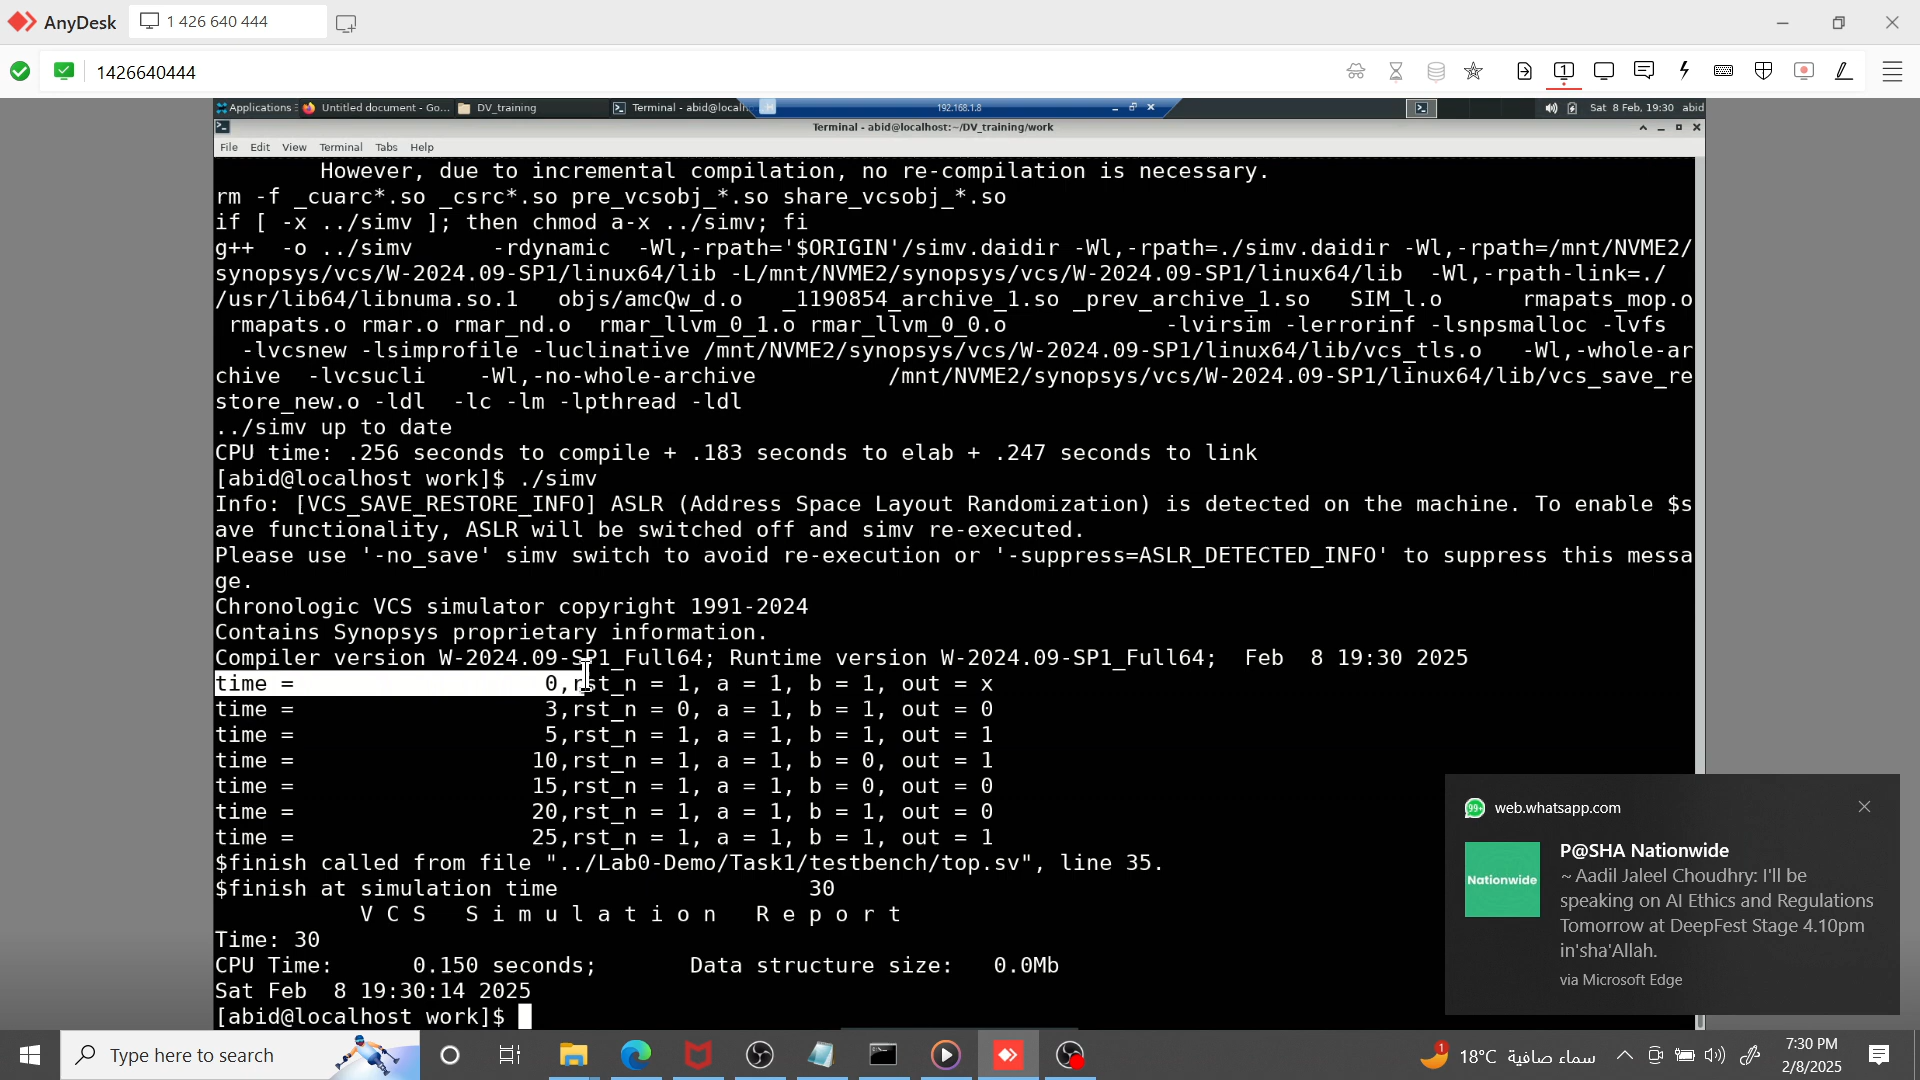 AnyDesk
1 426 640 444
1426640444
1
Applications
Untitled document - Go...
DV_training
Terminal - abid@localh
192.168.1.8
Sat 8 Feb, 19:30 abid
Terminal - abid@localhost:~/DV_training/work
File Edit View Terminal Tabs Help
However, due to incremental compilation, no re-compilation is necessary.
rm -f _cuarc*.so _csrc*.so pre_vcsobj_*.so share_vcsobj_*.so
if [ -x ../simv ]; then chmod a-x ../simv; fi
g++ -o ../simv -rdynamic -Wl,-rpath='$ORIGIN'/simv.daidir -Wl,-rpath=./simv.daidir -Wl,-rpath=/mnt/NVME2/
synopsys/vcs/W-2024.09-SP1/linux64/lib -L/mnt/NVME2/synopsys/vcs/W-2024.09-SP1/linux64/lib -Wl,-rpath-link=./
/usr/lib64/libnuma.so.1 objs/amcQw_d.o _1190854_archive_1.so _prev_archive_1.so SIM_l.o rmapats_mop.o
rmapats.o rmar.o rmar_nd.o rmar_llvm_0_1.o rmar_llvm_0_0.o -lvirsim -lerrorinf -lsnpsmalloc -lvfs
-lvcsnew -lsimprofile -luclinative /mnt/NVME2/synopsys/vcs/W-2024.09-SP1/linux64/lib/vcs_tls.o -Wl,-whole-ar
chive -lvcsucli -Wl,-no-whole-archive /mnt/NVME2/synopsys/vcs/W-2024.09-SP1/linux64/lib/vcs_save_re
store_new.o -ldl -lc -lm -lpthread -ldl
../simv up to date
CPU time: .256 seconds to compile + .183 seconds to elab + .247 seconds to link
[abid@localhost work]$ ./simv
Info: [VCS_SAVE_RESTORE_INFO] ASLR (Address Space Layout Randomization) is detected on the machine. To enable $s
ave functionality, ASLR will be switched off and simv re-executed.
Please use '-no_save' simv switch to avoid re-execution or '-suppress=ASLR_DETECTED_INFO' to suppress this messa
ge.
Chronologic VCS simulator copyright 1991-2024
Contains Synopsys proprietary information.
Compiler version W-2024.09-SP1_Full64; Runtime version W-2024.09-SP1_Full64; Feb 8 19:30 2025
time = 0,rst_n = 1, a = 1, b = 1, out = x
time = 3,rst_n = 0, a = 1, b = 1, out = 0
time = 5,rst_n = 1, a = 1, b = 1, out = 1
time = 10,rst_n = 1, a = 1, b = 0, out = 1
time = 15,rst_n = 1, a = 1, b = 0, out = 0
time = 20,rst_n = 1, a = 1, b = 1, out = 0
time = 25,rst_n = 1, a = 1, b = 1, out = 1
$finish called from file "../Lab0-Demo/Task1/testbench/top.sv", line 35.
$finish at simulation time 30
V C S S i m u l a t i o n R e p o r t
Time: 30
CPU Time: 0.150 seconds; Data structure size: 0.0Mb
Sat Feb 8 19:30:14 2025
[abid@localhost work]$
99+
web.whatsapp.com
Nationwide
P@SHA Nationwide
~ Aadil Jaleel Choudhry: I'll be
speaking on AI Ethics and Regulations
Tomorrow at DeepFest Stage 4.10pm
in'sha'Allah.
via Microsoft Edge
Type here to search
1
18°C سماء صافية
7:30 PM
2/8/2025